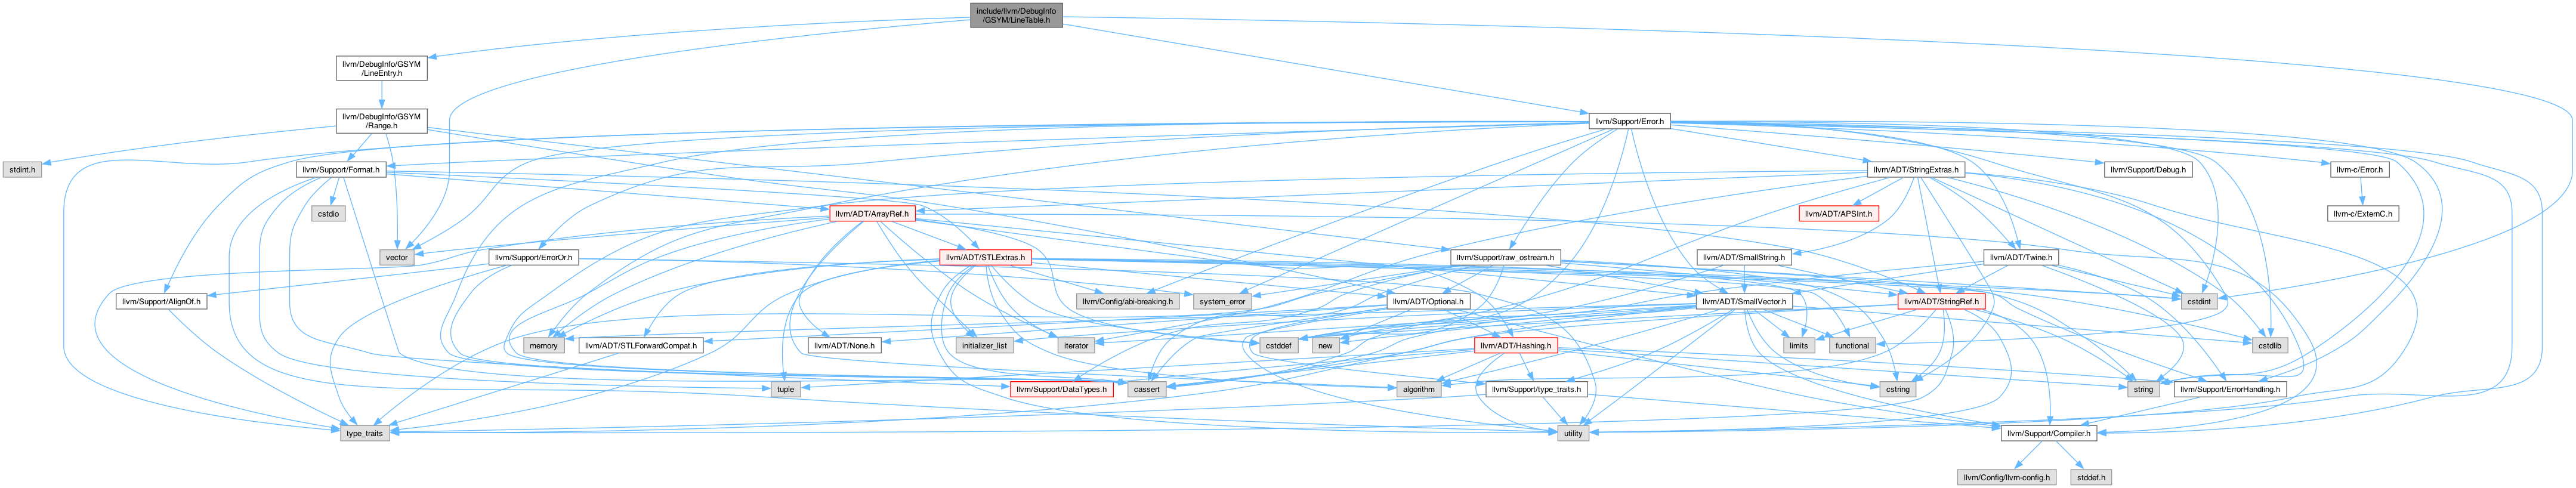 include/llvm/DebugInfo
/GSYM/LineTable.h
llvm/DebugInfo/GSYM
/LineEntry.h
llvm/DebugInfo/GSYM
/Range.h
llvm/Support/Error.h
stdint.h
llvm/Support/Format.h
llvm/ADT/StringExtras.h
llvm/Support/Debug.h
llvm-c/Error.h
cstdio
llvm/ADT/ArrayRef.h
llvm/ADT/APSInt.h
llvm-c/ExternC.h
vector
llvm/Support/ErrorOr.h
llvm/ADT/STLExtras.h
llvm/Support/raw_ostream.h
llvm/ADT/SmallString.h
llvm/ADT/Twine.h
llvm/Support/AlignOf.h
llvm/Config/abi-breaking.h
system_error
llvm/ADT/Optional.h
llvm/ADT/SmallVector.h
llvm/ADT/StringRef.h
cstdint
memory
llvm/ADT/STLForwardCompat.h
llvm/ADT/None.h
initializer_list
iterator
llvm/ADT/Hashing.h
cstddef
new
limits
functional
cstdlib
tuple
llvm/Support/DataTypes.h
cassert
algorithm
llvm/Support/type_traits.h
cstring
string
llvm/Support/ErrorHandling.h
type_traits
utility
llvm/Support/Compiler.h
llvm/Config/llvm-config.h
stddef.h